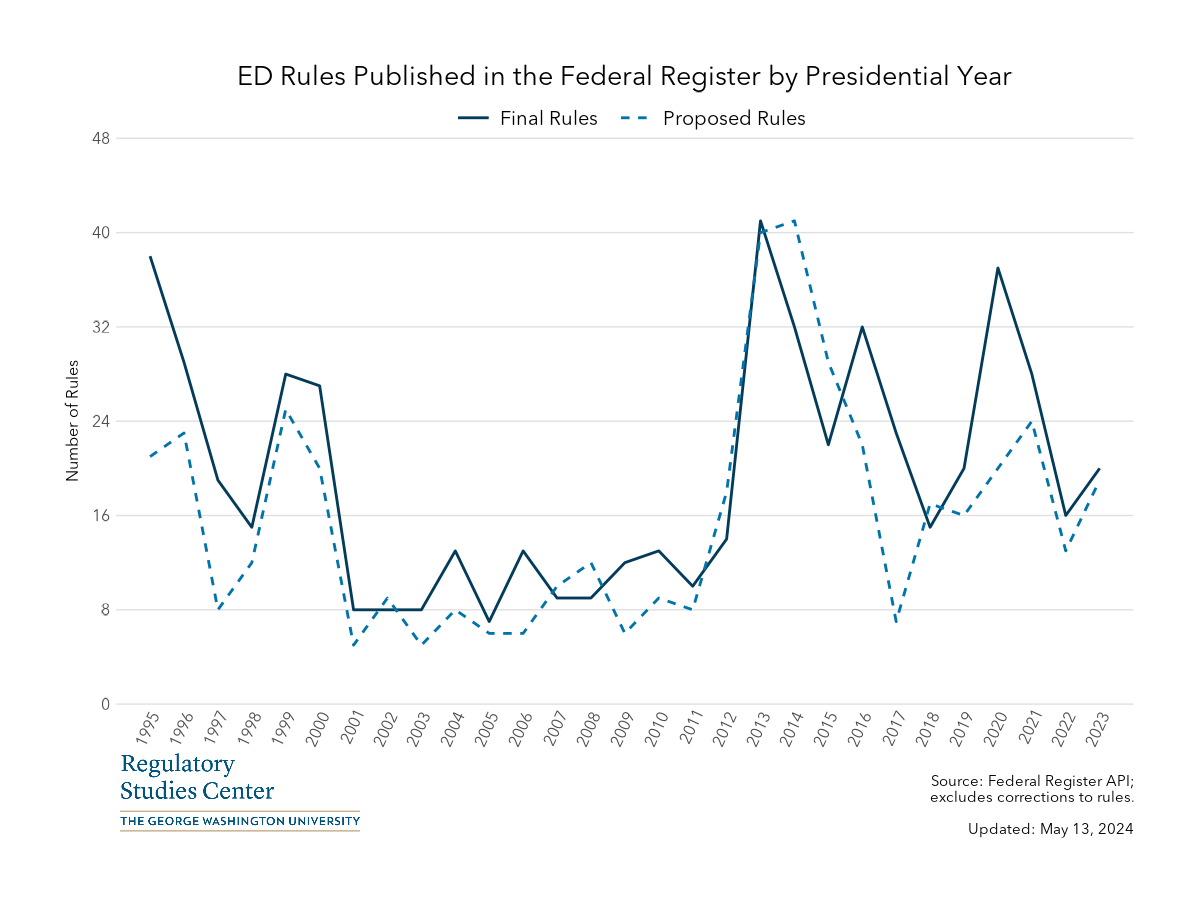 ED Rules Published in the Federal Register by Presidential Year
Final Rules Proposed Rules
48
40
32
24
16
8
0
Number of Rules
1995 1996 1997 1998 1999 2000 2001 2002 2003 2004 2005 2006 2007 2008 2009 2010 2011 2012 2013 2014 2015 2016 2017 2018 2019 2020 2021 2022 2023
Regulatory
Studies Center
THE GEORGE WASHINGTON UNIVERSITY
Source: Federal Register API;
excludes corrections to rules.
Updated: May 13, 2024